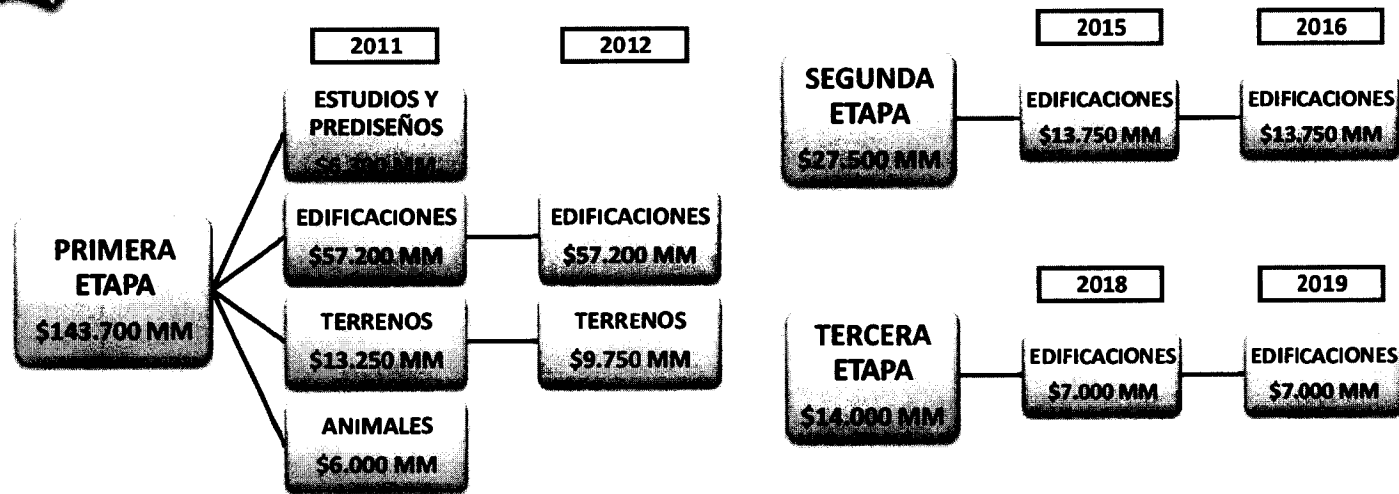 2011
2012
ESTUDIOS Y
PREDISEÑOS
MM
EDIFICACIONES
$57.200 MM
EDIFICACIONES
$57.200 MM
PRIMERA
ETAPA
$143.700 MM
TERRENOS
$13.250 MM
TERRENOS
$9.750 MM
ANIMALES
$6.000 MM
2015
2016
SEGUNDA
ETAPA
$27.500 MM
EDIFICACIONES
$13.750 MM
EDIFICACIONES
$13.750 MM
2018
2019
TERCERA
ETAPA
$14.000 MM
EDIFICACIONES
$7.000 MM
EDIFICACIONES
$7.000 MM